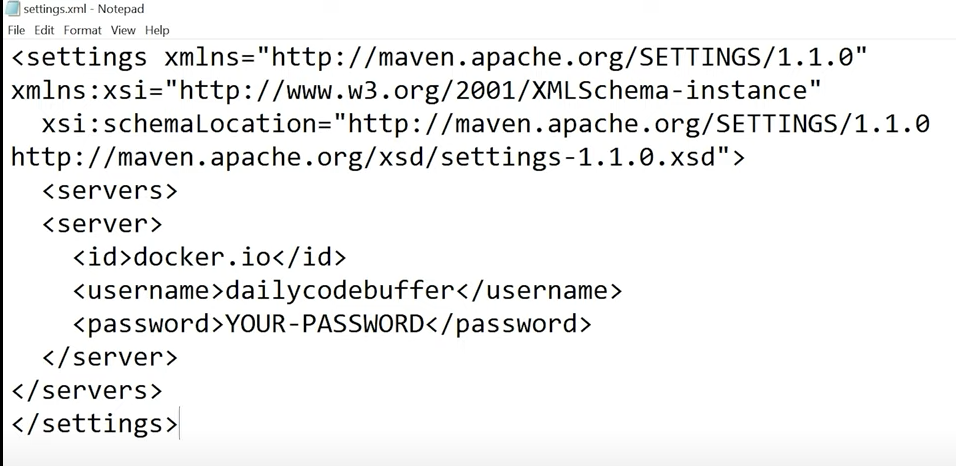 settings.xml - Notepad
File Edit Format View Help
<settings xmlns="http://maven.apache.org/SETTINGS/1.1.0"
xmlns:xsi="http://www.w3.org/2001/XMLSchema-instance"
  xsi:schemaLocation="http://maven.apache.org/SETTINGS/1.1.0
http://maven.apache.org/xsd/settings-1.1.0.xsd">
  <servers>
  <server>
    <id>docker.io</id>
    <username>dailycodebuffer</username>
    <password>YOUR-PASSWORD</password>
  </server>
</servers>
</settings>